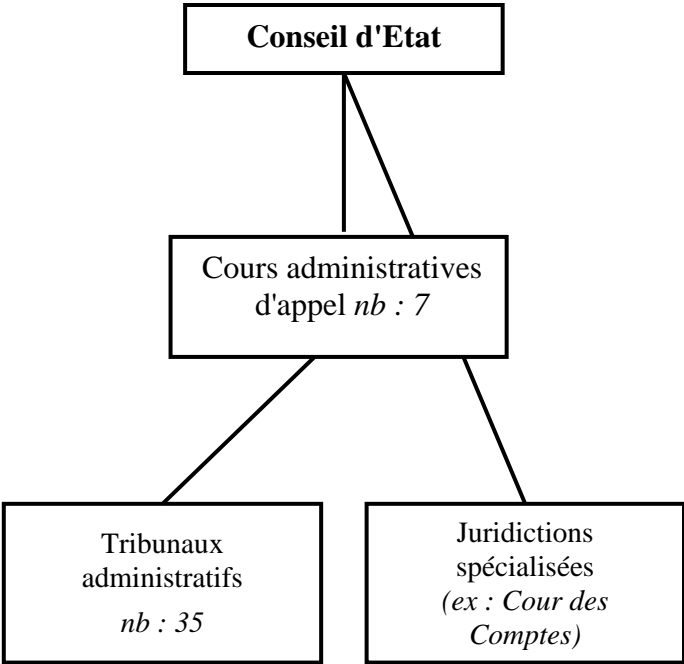 Conseil d'Etat
Cours administratives
d'appel nb : 7
Tribunaux
administratifs
nb : 35
Juridictions
spécialisées
(ex : Cour des
Comptes)